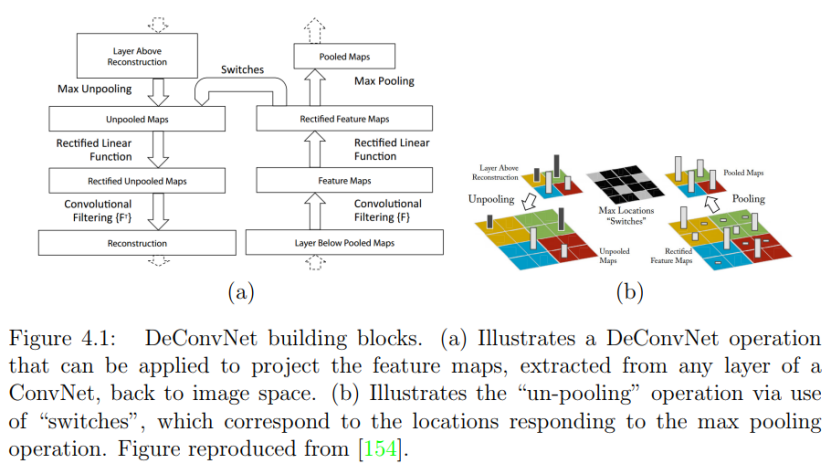 Layer Above
Reconstruction
Max Unpooling
Unpooled Maps
Rectified Linear
Function
Rectified Unpooled Maps
Convolutional
Filtering {Fᵀ}
Reconstruction
Switches
Pooled Maps
Max Pooling
Rectified Feature Maps
Rectified Linear
Function
Feature Maps
Convolutional
Filtering {F}
Layer Below Pooled Maps
(a)
Layer Above
Reconstruction
Unpooling
Unpooled
Maps
Max Locations
“Switches”
Pooled Maps
Pooling
Rectified
Feature Maps
(b)
Figure 4.1: DeConvNet building blocks. (a) Illustrates a DeConvNet operation
that can be applied to project the feature maps, extracted from any layer of a
ConvNet, back to image space. (b) Illustrates the “un-pooling” operation via use
of “switches”, which correspond to the locations responding to the max pooling
operation. Figure reproduced from [154].